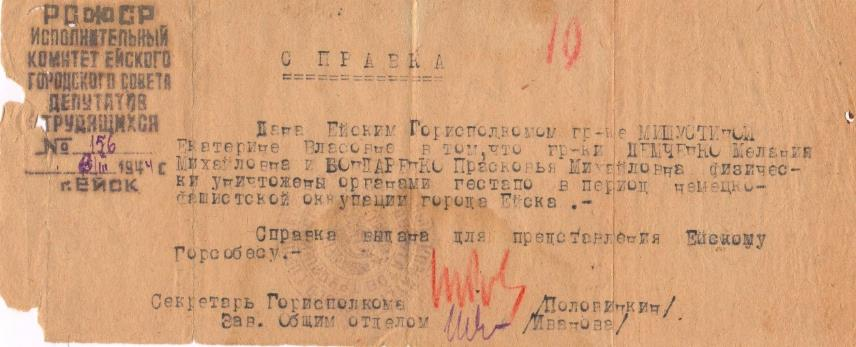 РСФСР
ИСПОЛНИТЕЛЬНЫЙ
КОМИТЕТ ЕЙСКОГО
ГОРОДСКОГО СОВЕТА
ДЕПУТАТОВ
ТРУДЯЩИХСЯ
№ 156
III 1944 г
г. ЕЙСК
19
СПРАВКА
Дана Ейским Горисполкомом гр-ке МИШУСТИНОЙ
Екатерине Власовне в том,что гр-ки ДЕМЧЕНКО Мелания
Михайловна и БОНДАРЕНКО Прасковья Михайловна физичес-
ки уничтожены органами гестапо в период немецко-
фашистской оккупации города Ейска .-
Справка выдана для представления Ейскому
Горсобесу.-
Секретарь Горисполкома /Половинкин/
Зав. Общим отделом /Иванова/